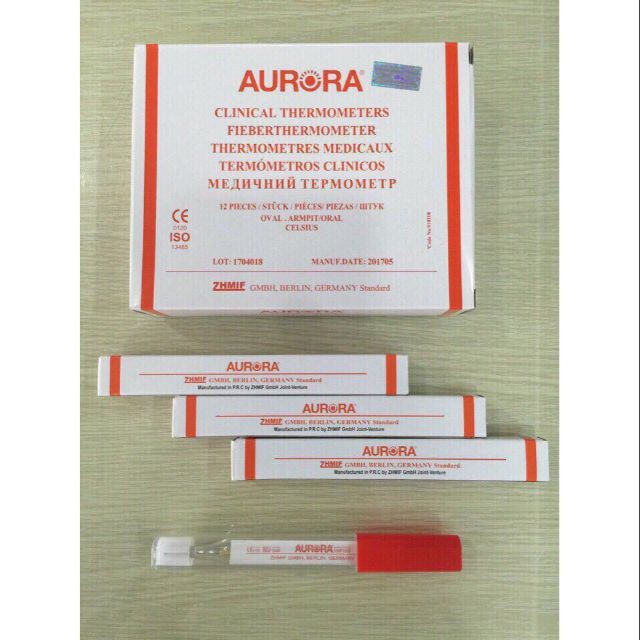 AURORA®
CLINICAL THERMOMETERS
FIEBERTHERMOMETER
THERMOMETRES MEDICAUX
TERMÓMETROS CLINICOS
МЕДИЧНИЙ ТЕРМОМЕТР
12 PIECES / STÜCK / PIÈCES/ PIEZAS / ШТУК
OVAL . ARMPIT/ORAL
CELSIUS
CE
0120
ISO
13485
LOT: 1704018
MANUF.DATE: 201705
ZHMIF GMBH, BERLIN, GERMANY Standard
AURORA®
ZHMIF GMBH, BERLIN, GERMANY Standard
Manufactured in P.R.C by ZHMIF GmbH Joint-Venture
AURORA®
ZHMIF GMBH, BERLIN, GERMANY Standard
Manufactured in P.R.C by ZHMIF GmbH Joint-Venture
AURORA®
ZHMIF GMBH, BERLIN, GERMANY Standard
Manufactured in P.R.C by ZHMIF GmbH Joint-Venture
AURORA
ZHMIF GMBH, BERLIN, GERMANY